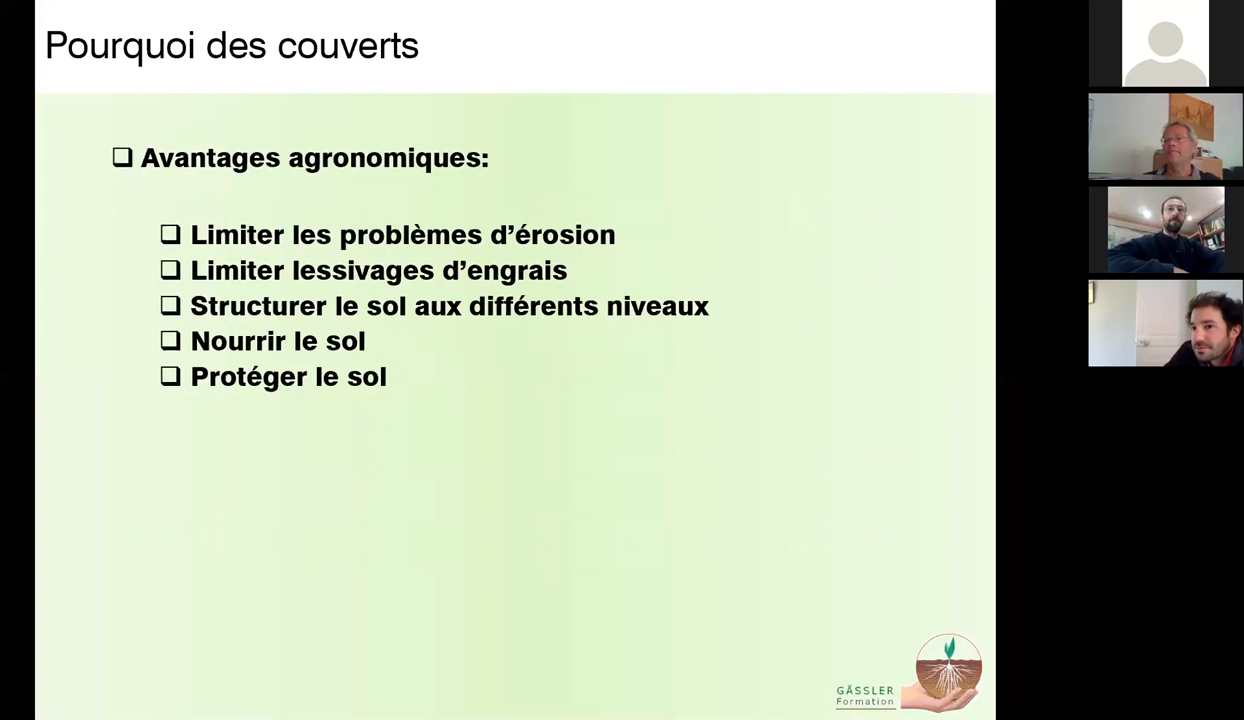 Pourquoi des couverts
❑ Avantages agronomiques:
❑ Limiter les problèmes d’érosion
❑ Limiter lessivages d’engrais
❑ Structurer le sol aux différents niveaux
❑ Nourrir le sol
❑ Protéger le sol
GÄSSLER
Formation